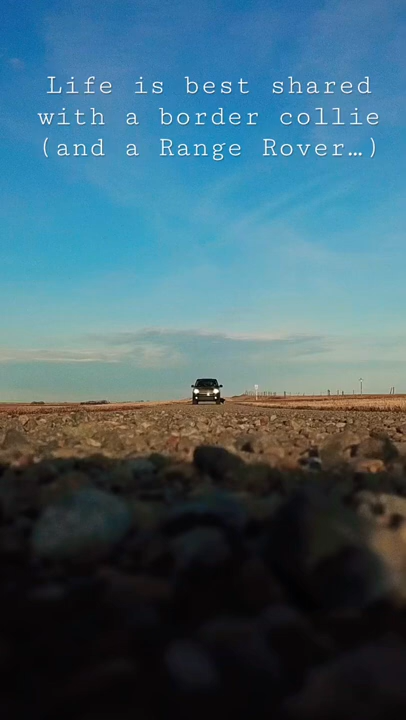 Life is best shared
with a border collie
(and a Range Rover…)